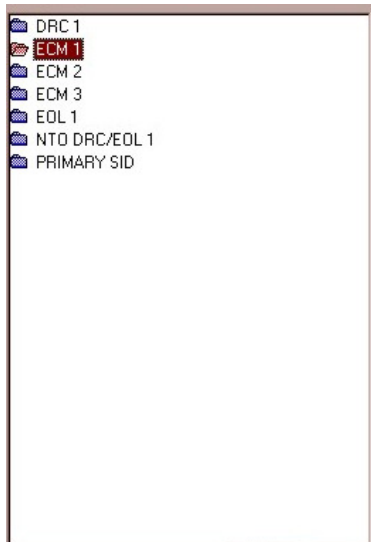 DRC 1
ECM 1
ECM 2
ECM 3
EOL 1
NTO DRC/EOL 1
PRIMARY SID